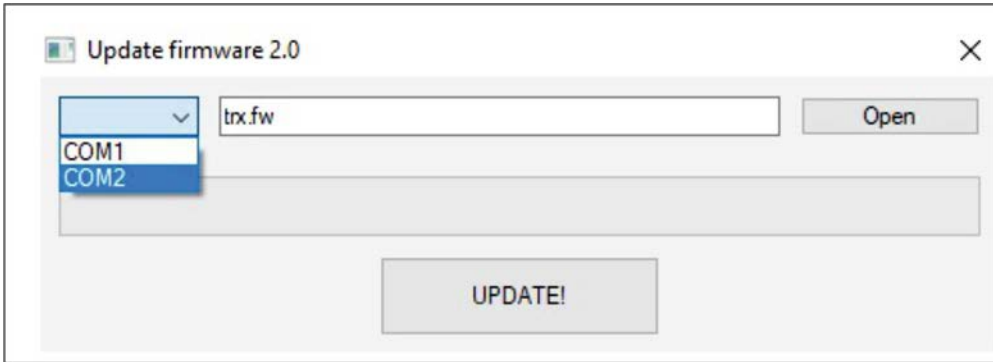 Update firmware 2.0
trx.fw
Open
COM1
COM2
UPDATE!